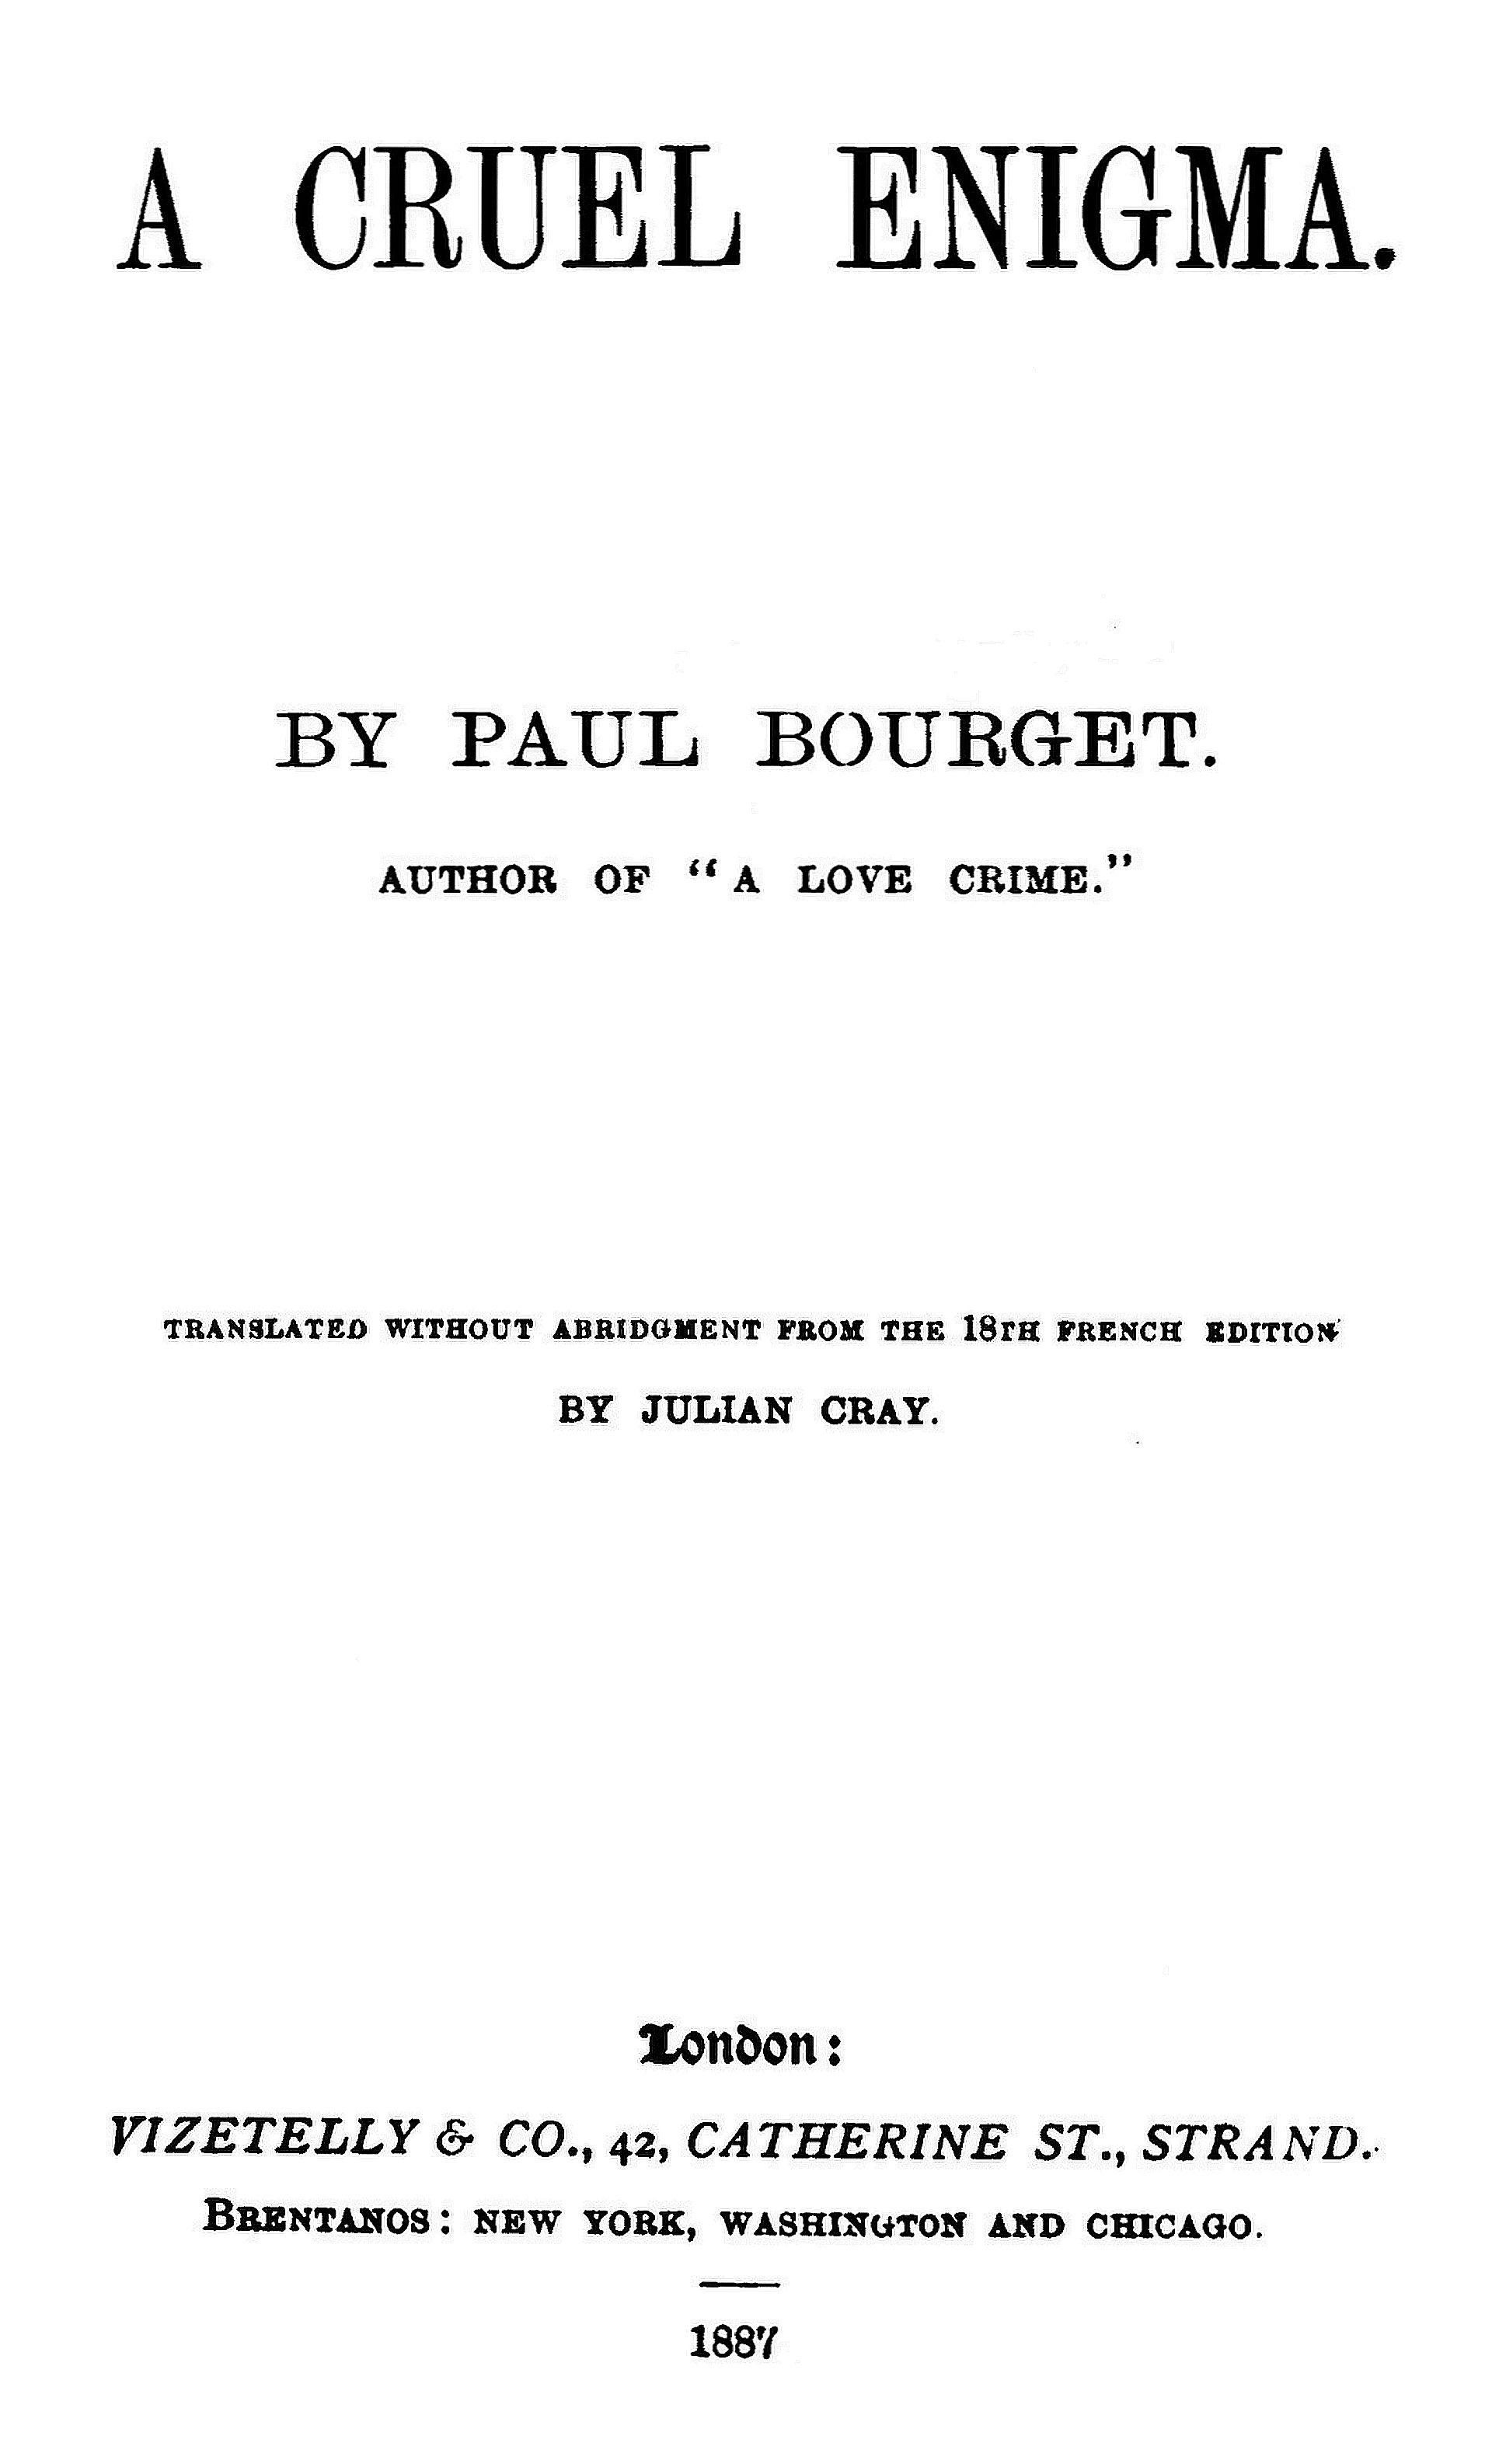 A CRUEL ENIGMA.
BY PAUL BOURGET.
AUTHOR OF "A LOVE CRIME."
TRANSLATED WITHOUT ABRIDGMENT FROM THE 18TH FRENCH EDITION
BY JULIAN CRAY.
London:
VIZETELLY & CO., 42, CATHERINE ST., STRAND.
BRENTANOS: NEW YORK, WASHINGTON AND CHICAGO.
1887